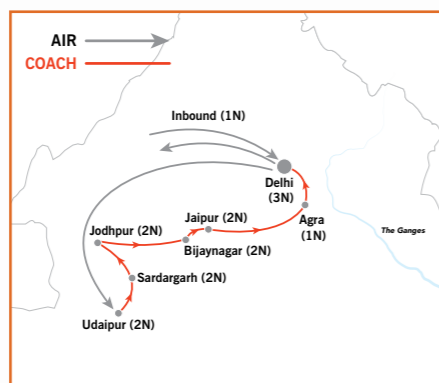 AIR
COACH
Inbound (1N)
Delhi
(3N)
Jaipur (2N)
Agra
(1N)
Jodhpur (2N)
Bijaynagar (2N)
The Ganges
Sardargarh (2N)
Udaipur (2N)